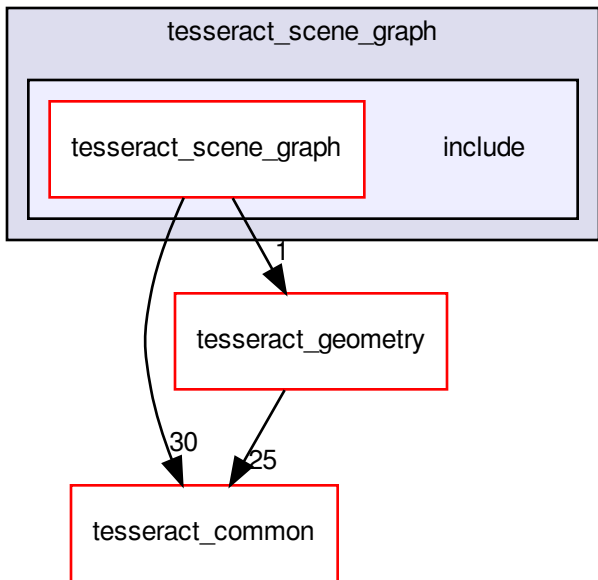 tesseract_scene_graph
tesseract_scene_graph include
1
tesseract_geometry
30
25
tesseract_common